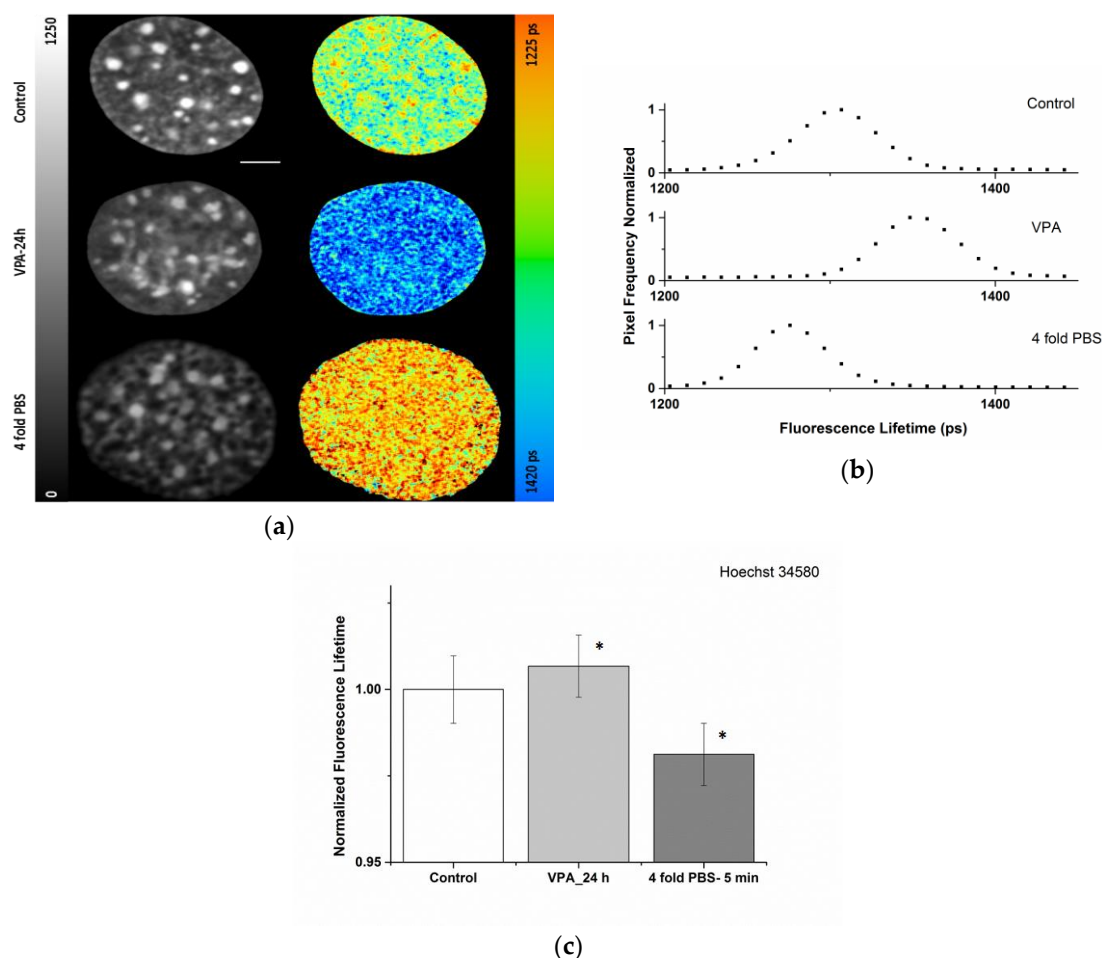 1250
0
Control
VPA-24h
4 fold PBS
1225 ps
1420 ps
(a)
Pixel Frequency Normalized
Control
1
0
1200
1400
VPA
1
0
1200
1400
4 fold PBS
1
0
1200
1400
Fluorescence Lifetime (ps)
(b)
Hoechst 34580
Normalized Fluorescence Lifetime
1.00
0.95
*
*
Control
VPA_24 h
4 fold PBS- 5 min
(c)